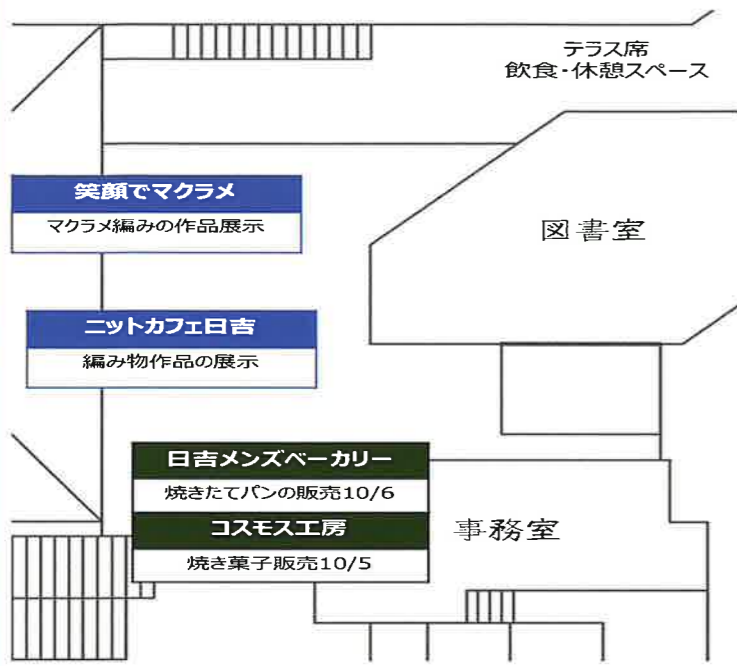 テラス席
飲食・休憩スペース
笑顔でマクラメ
マクラメ編みの作品展示
図書室
ニットカフェ日吉
編み物作品の展示
日吉メンズベーカリー
焼きたてパンの販売10/6
コスモス工房
焼き菓子販売10/5
事務室